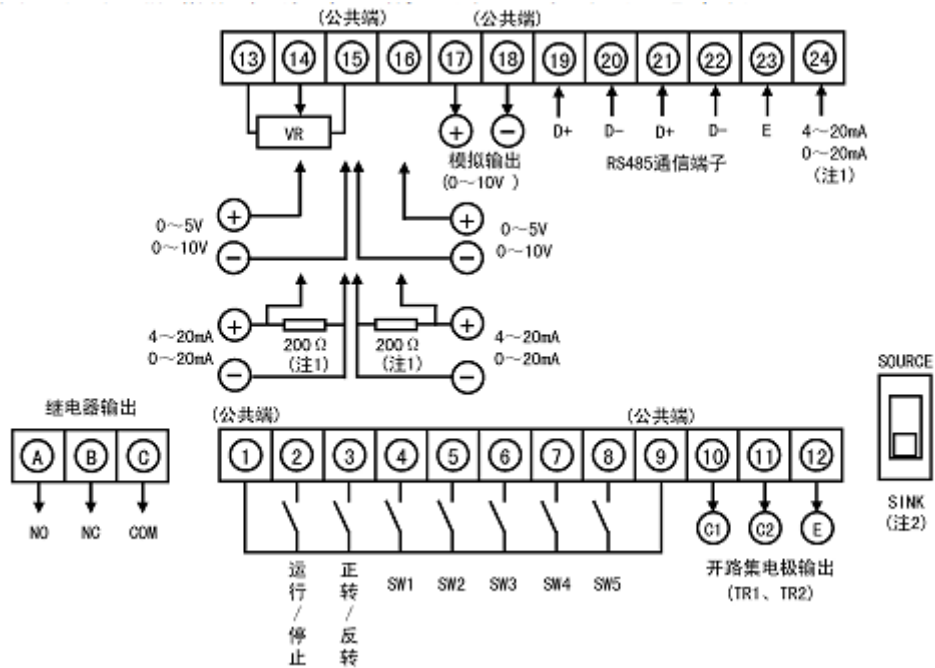 (公共端) (公共端)
13 14 15 16 17 18 19 20 21 22 23 24
VR
+ − D+ D− D+ D− E 4～20mA
模拟输出 RS485通信端子 0～20mA
(0～10V ) (注1)
+ +
0～5V 0～5V
0～10V 0～10V
− −
+ +
4～20mA 200Ω 200Ω 4～20mA
0～20mA (注1) (注1) 0～20mA
− −
SOURCE
继电器输出 (公共端) (公共端)
A B C 1 2 3 4 5 6 7 8 9 10 11 12
SINK
(注2)
NO NC COM C1 C2 E
运行/停止 正转/反转 SW1 SW2 SW3 SW4 SW5 开路集电极输出
(TR1、TR2)